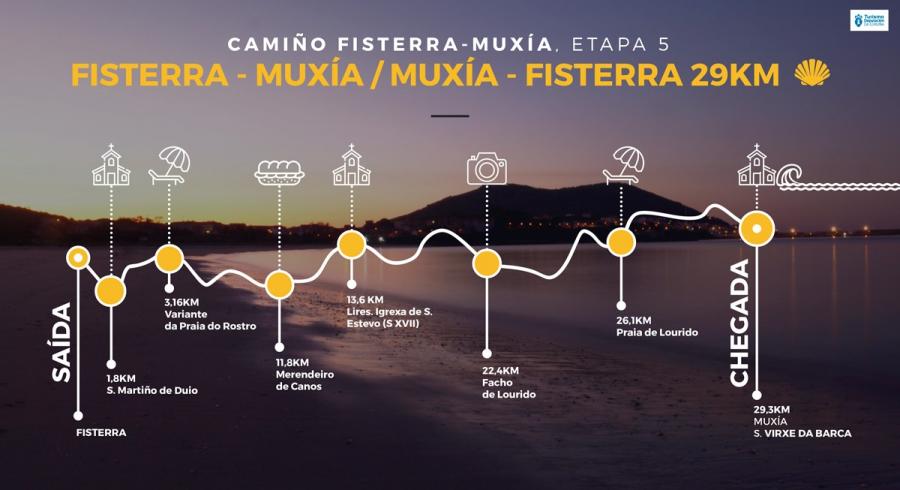 Turismo
Deputación
CAMIÑO FISTERRA-MUXÍA, ETAPA 5
FISTERRA - MUXÍA / MUXÍA - FISTERRA 29KM
SAÍDA
FISTERRA
1,8KM
S. Martiño de Duio
3,16KM
Variante
da Praia do Rostro
11,8KM
Merendeiro
de Canos
13,6 KM
Lires. Igrexa de S.
Estevo (S XVII)
22,4KM
Facho
de Lourido
26,1KM
Praia de Lourido
CHEGADA
29,3KM
MUXÍA
S. VIRXE DA BARCA